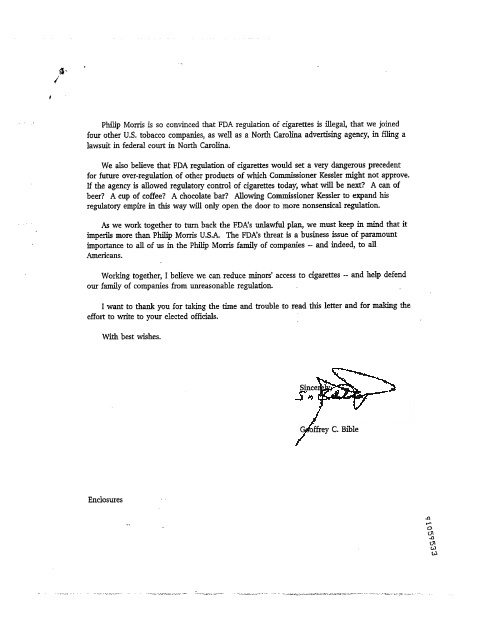 Philip Morris is so convinced that FDA regulation of cigarettes is illegal, that we joined
four other U.S. tobacco companies, as well as a North Carolina advertising agency, in filing a
lawsuit in federal court in North Carolina.
We also believe that FDA regulation of cigarettes would set a very dangerous precedent
for future over-regulation of other products of which Commissioner Kessler might not approve.
If the agency is allowed regulatory control of cigarettes today, what will be next? A can of
beer? A cup of coffee? A chocolate bar? Allowing Commissioner Kessler to expand his
regulatory empire in this way will only open the door to more nonsensical regulation.
As we work together to turn back the FDA's unlawful plan, we must keep in mind that it
imperils more than Philip Morris U.S.A. The FDA's threat is a business issue of paramount
importance to all of us in the Philip Morris family of companies -- and indeed, to all
Americans.
Working together, I believe we can reduce minors' access to cigarettes -- and help defend
our family of companies from unreasonable regulation.
I want to thank you for taking the time and trouble to read this letter and for making the
effort to write to your elected officials.
With best wishes.
Sincerely,
Geoffrey C. Bible
Enclosures
91059533